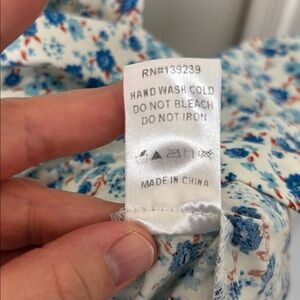 RN#139239
HAND WASH COLD
DO NOT BLEACH
DO NOT IRON
MADE IN CHINA